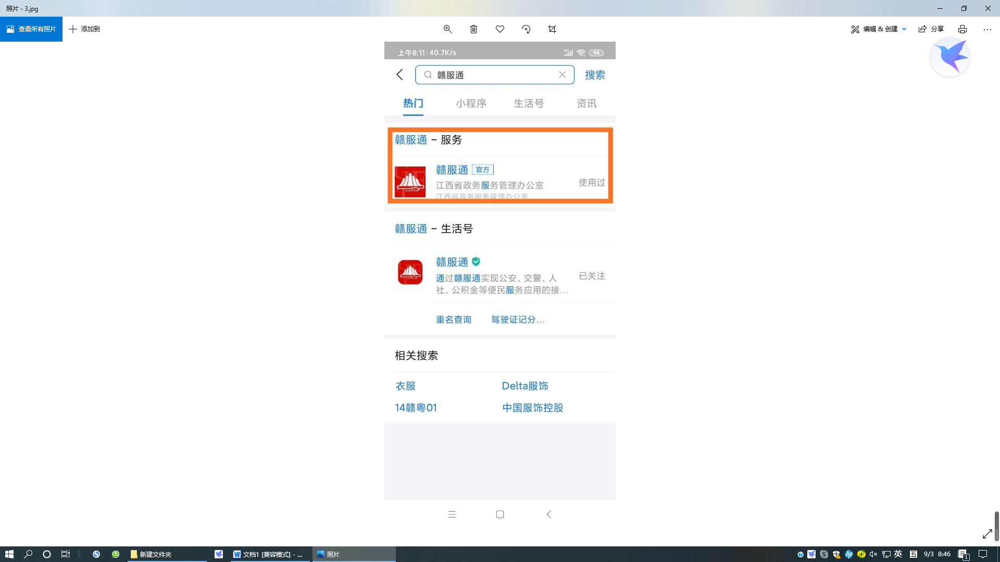 照片 - 3.jpg
查看所有照片 添加到 编辑 & 创建 分享
上午8:11 | 40.7K/s HD 94
赣服通 搜索
热门 小程序 生活号 资讯
赣服通 - 服务
赣服通 官方
江西省政务服务管理办公室
使用过
江西省政务服务管理办公室
赣服通 - 生活号
赣服通
通过赣服通实现公安、交警、人
社、公积金等便民服务应用的接...
已关注
重名查询 驾驶证记分...
相关搜索
衣服 Delta服饰
14赣粤01 中国服饰控股
新建文件夹 文档1 [兼容模式] - ... 照片 英 9/3 8:46 1